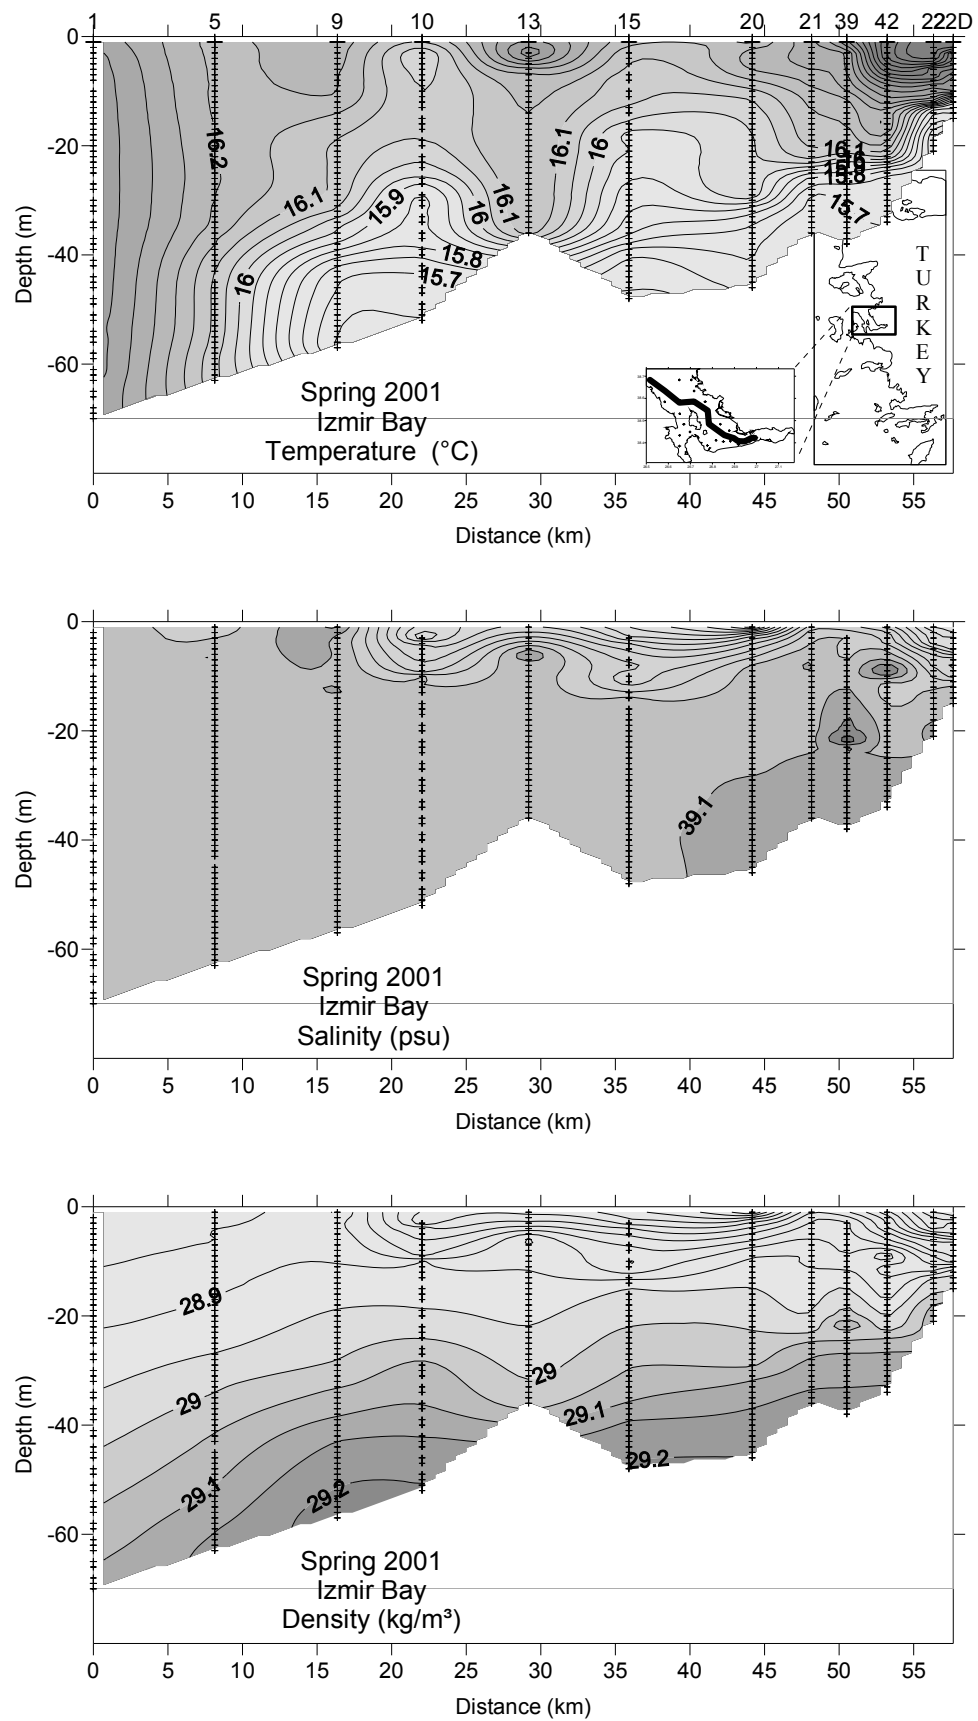 1 5 9 10 13 15 20 21 39 42 22 22D
0
-20
-40
-60
Depth (m)
16.2
16.1
16
15.9
16
16.1
15.8
15.7
16.1
16
16.1
16
15.8
15.7
T
U
R
K
E
Y
Spring 2001
Izmir Bay
Temperature (°C)
0 5 10 15 20 25 30 35 40 45 50 55
Distance (km)
0
-20
-40
-60
Depth (m)
39.1
Spring 2001
Izmir Bay
Salinity (psu)
0 5 10 15 20 25 30 35 40 45 50 55
Distance (km)
0
-20
-40
-60
Depth (m)
28.9
29
29.1
29.2
29
29.1
29.2
Spring 2001
Izmir Bay
Density (kg/m³)
0 5 10 15 20 25 30 35 40 45 50 55
Distance (km)